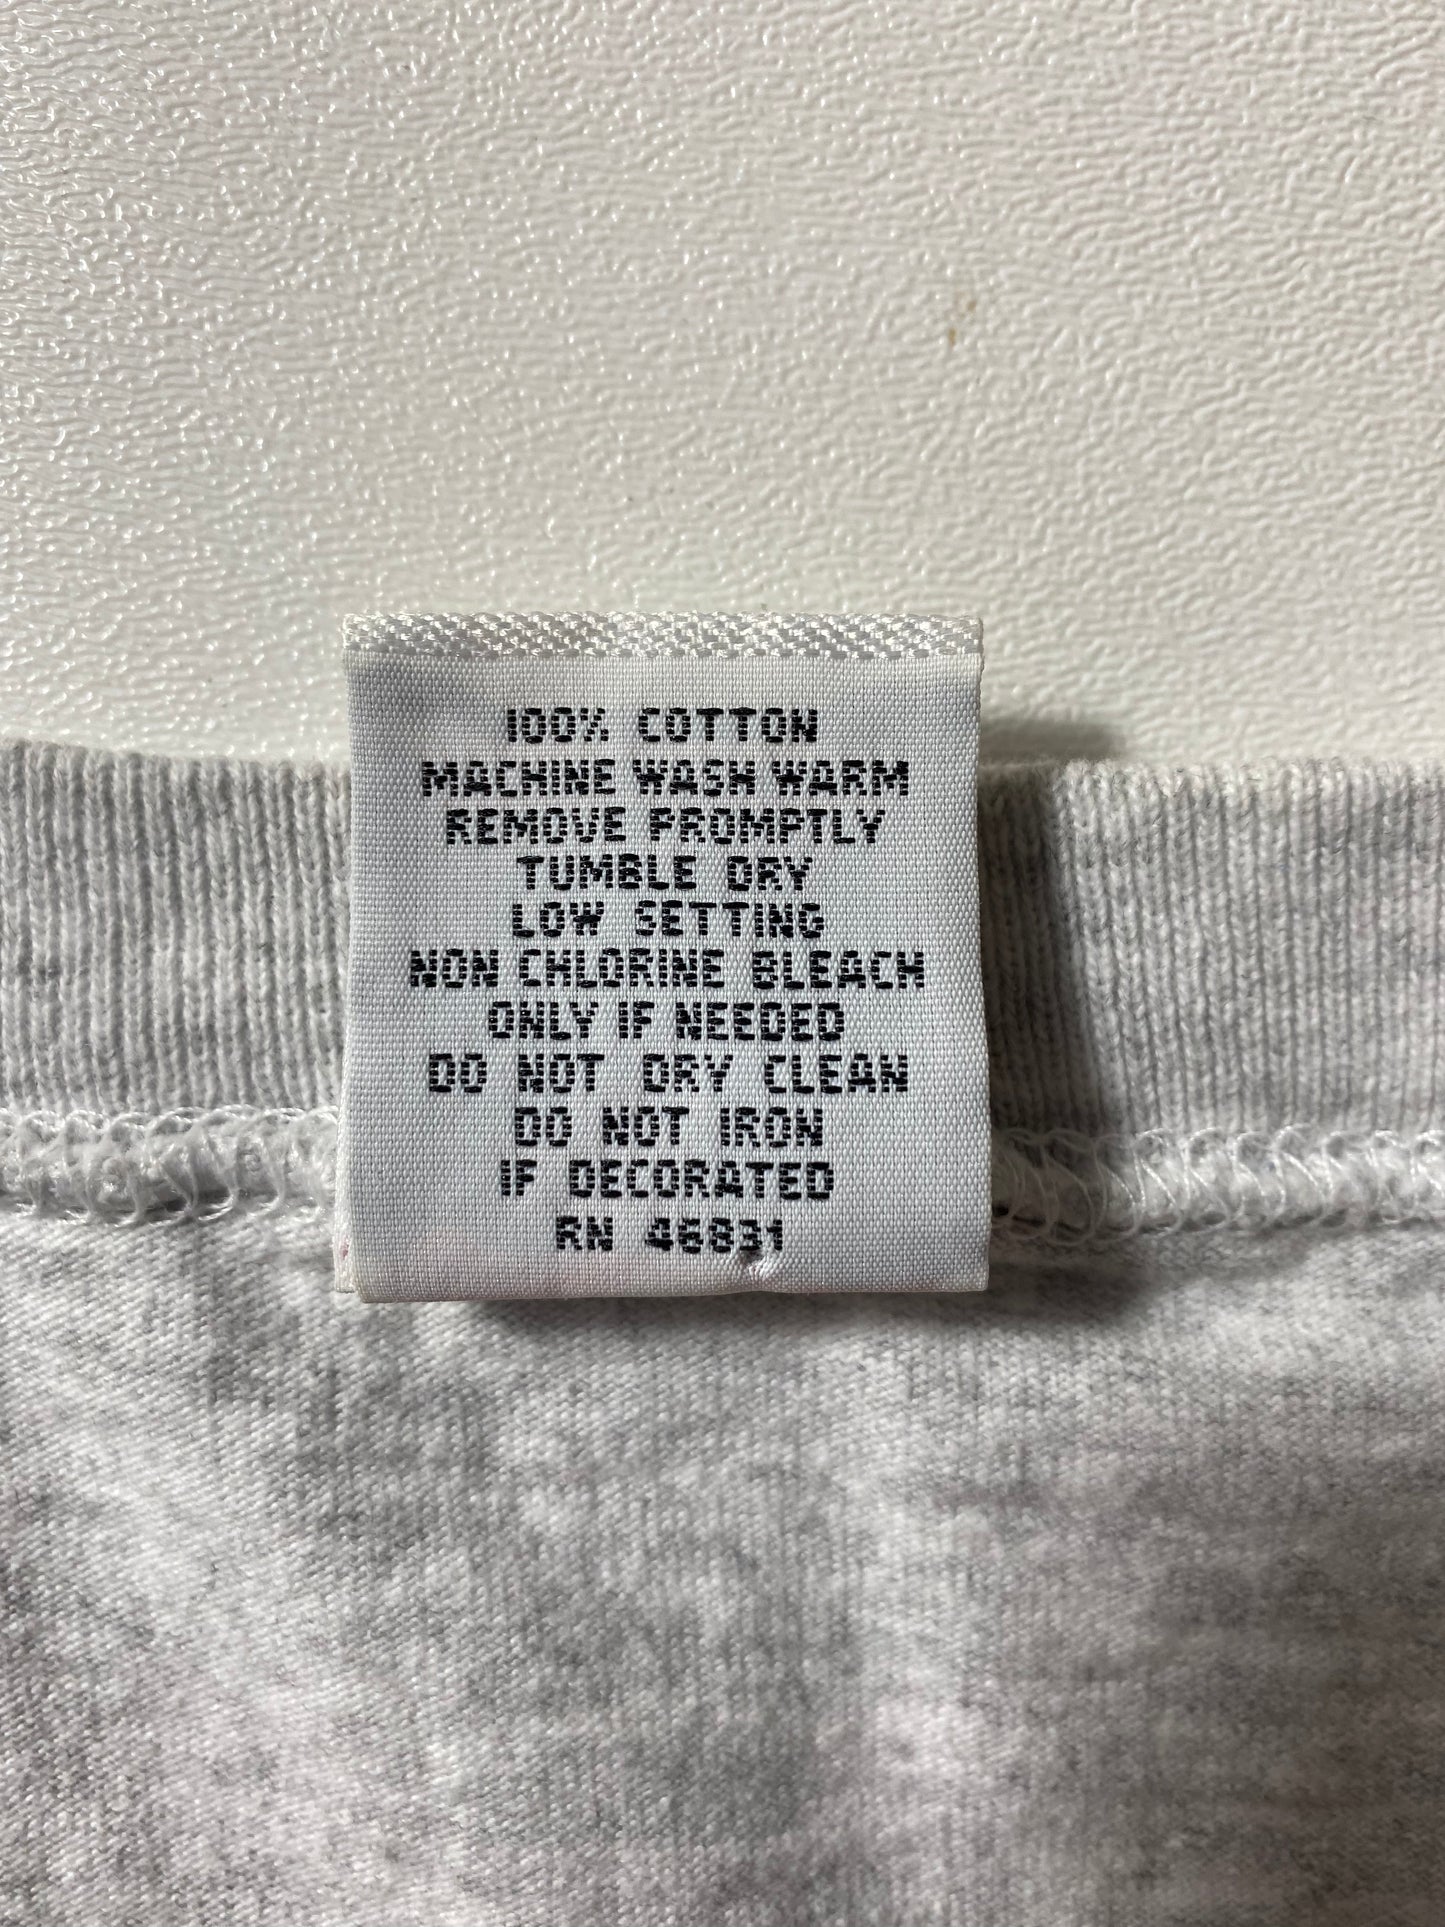 100% COTTON
MACHINE WASH WARM
REMOVE PROMPTLY
TUMBLE DRY
LOW SETTING
NON CHLORINE BLEACH
ONLY IF NEEDED
DO NOT DRY CLEAN
DO NOT IRON
IF DECORATED
RN 46831